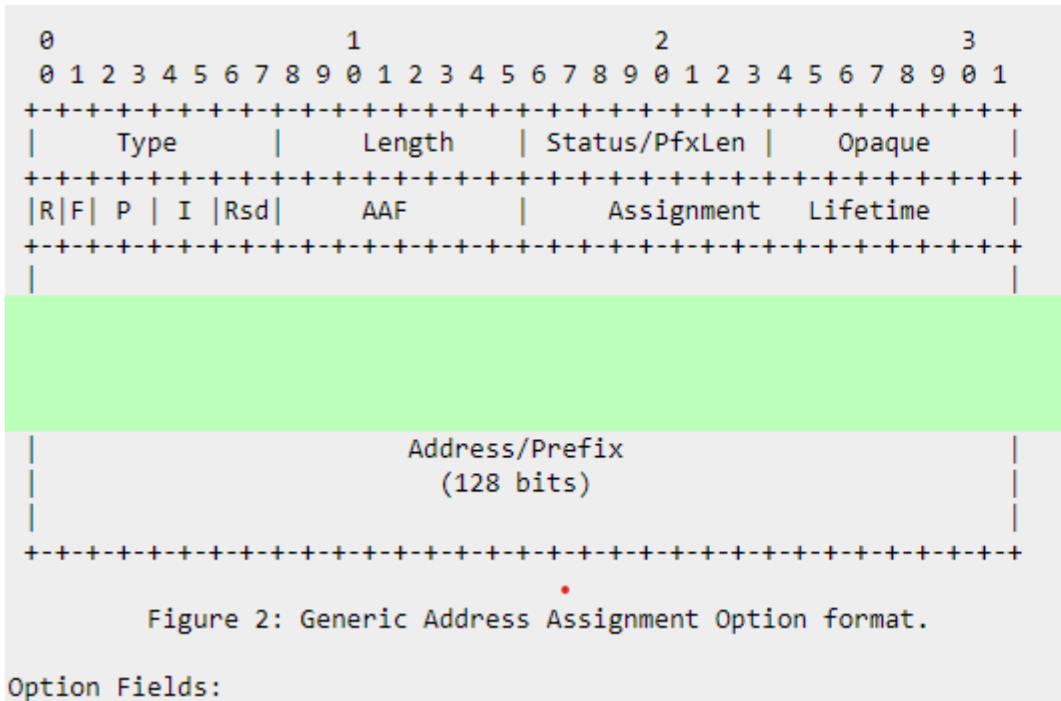 0                   1                   2                   3
 0 1 2 3 4 5 6 7 8 9 0 1 2 3 4 5 6 7 8 9 0 1 2 3 4 5 6 7 8 9 0 1
+-+-+-+-+-+-+-+-+-+-+-+-+-+-+-+-+-+-+-+-+-+-+-+-+-+-+-+-+-+-+-+-+
|     Type      |     Length    | Status/PfxLen |    Opaque     |
+-+-+-+-+-+-+-+-+-+-+-+-+-+-+-+-+-+-+-+-+-+-+-+-+-+-+-+-+-+-+-+-+
|R|F| P | I |Rsd|     AAF       |     Assignment   Lifetime     |
+-+-+-+-+-+-+-+-+-+-+-+-+-+-+-+-+-+-+-+-+-+-+-+-+-+-+-+-+-+-+-+-+
|                                                               |
|                        Address/Prefix                         |
|                          (128 bits)                           |
|                                                               |
+-+-+-+-+-+-+-+-+-+-+-+-+-+-+-+-+-+-+-+-+-+-+-+-+-+-+-+-+-+-+-+-+
Figure 2: Generic Address Assignment Option format.
Option Fields: